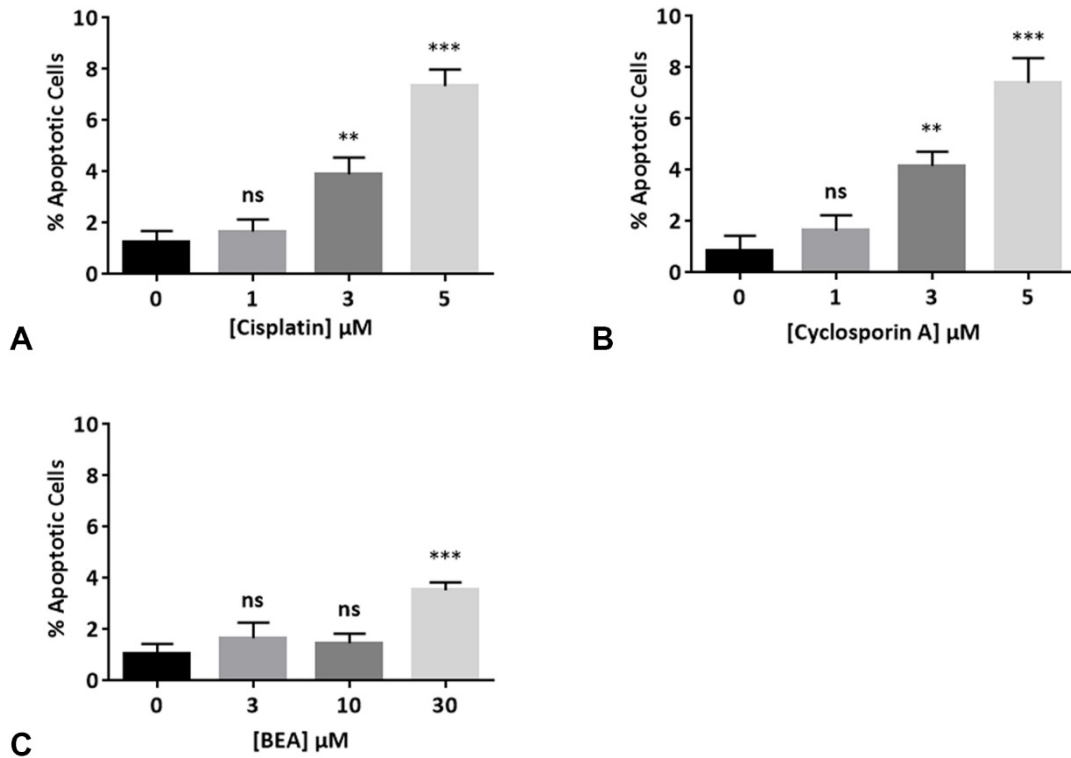 % Apoptotic Cells
10
8
6
4
2
0
ns
**
***
0 1 3 5
[Cisplatin] µM
A
% Apoptotic Cells
10
8
6
4
2
0
ns
**
***
0 1 3 5
[Cyclosporin A] µM
B
% Apoptotic Cells
10
8
6
4
2
0
ns
ns
***
0 3 10 30
[BEA] µM
C